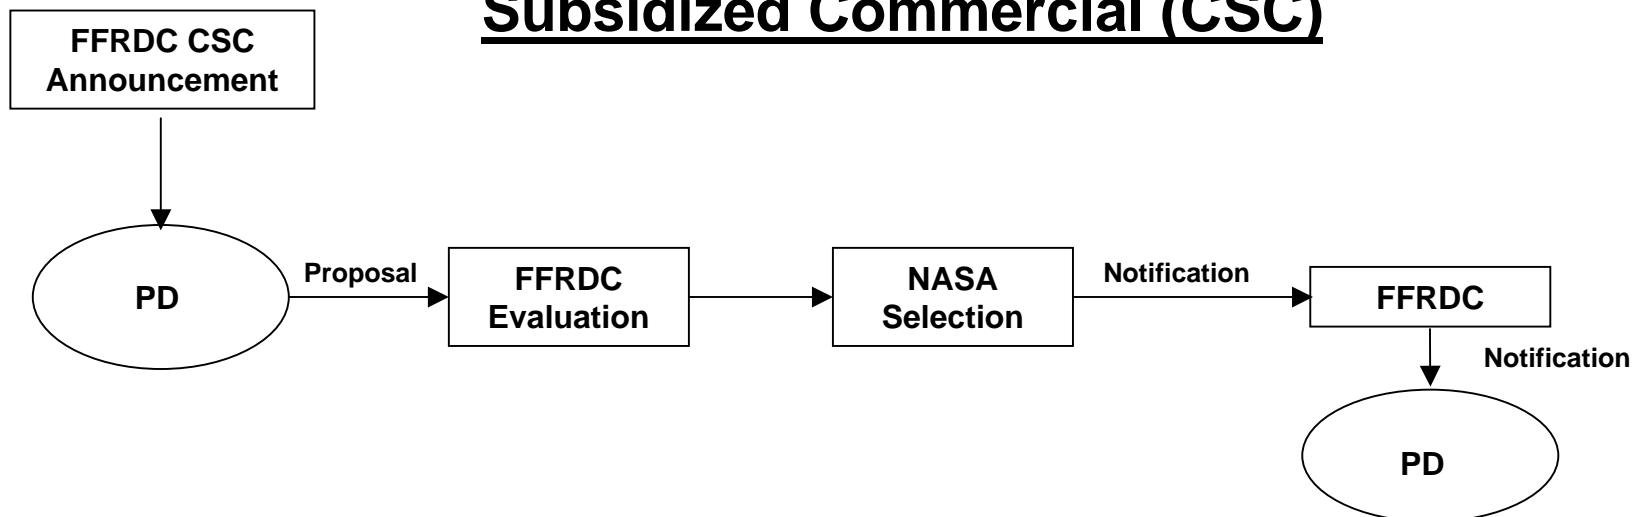 Subsidized Commercial (CSC)
FFRDC CSC
Announcement
PD
Proposal
FFRDC
Evaluation
NASA
Selection
Notification
FFRDC
Notification
PD